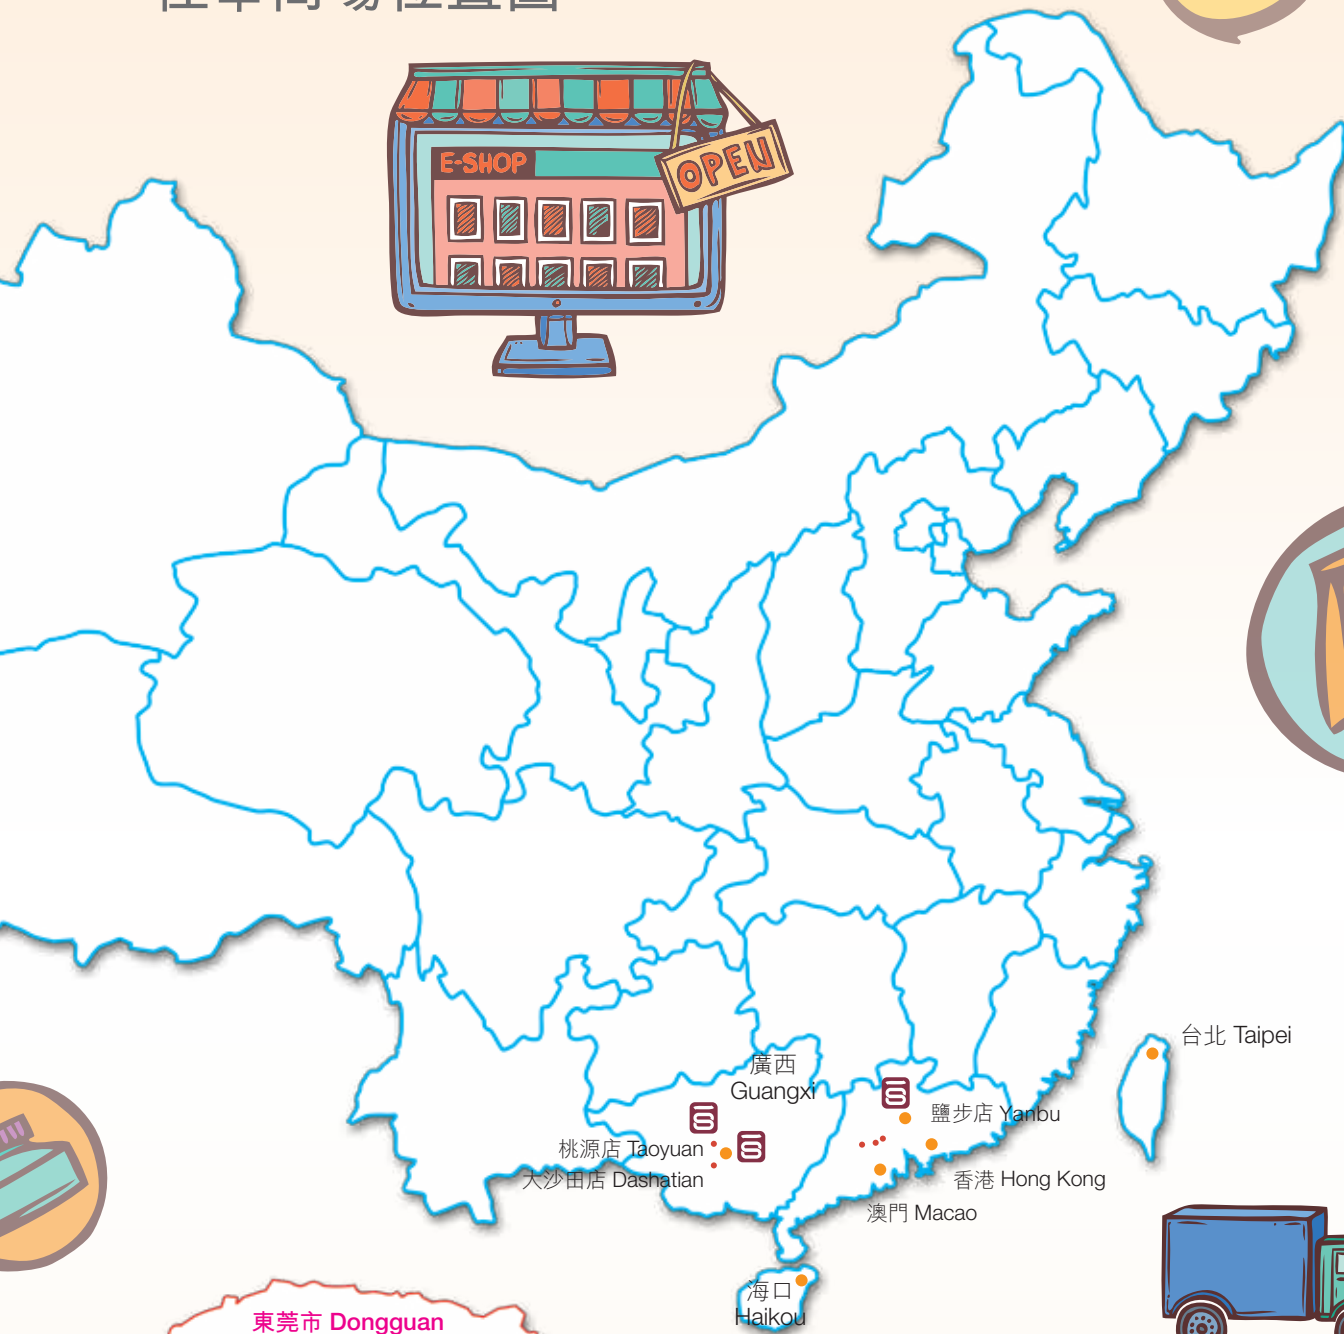 E-SHOP
OPEN
台北 Taipei
廣西
Guangxi
鹽步店 Yanbu
桃源店 Taoyuan
大沙田店 Dashatian
香港 Hong Kong
澳門 Macao
海口
Haikou
東莞市 Dongguan